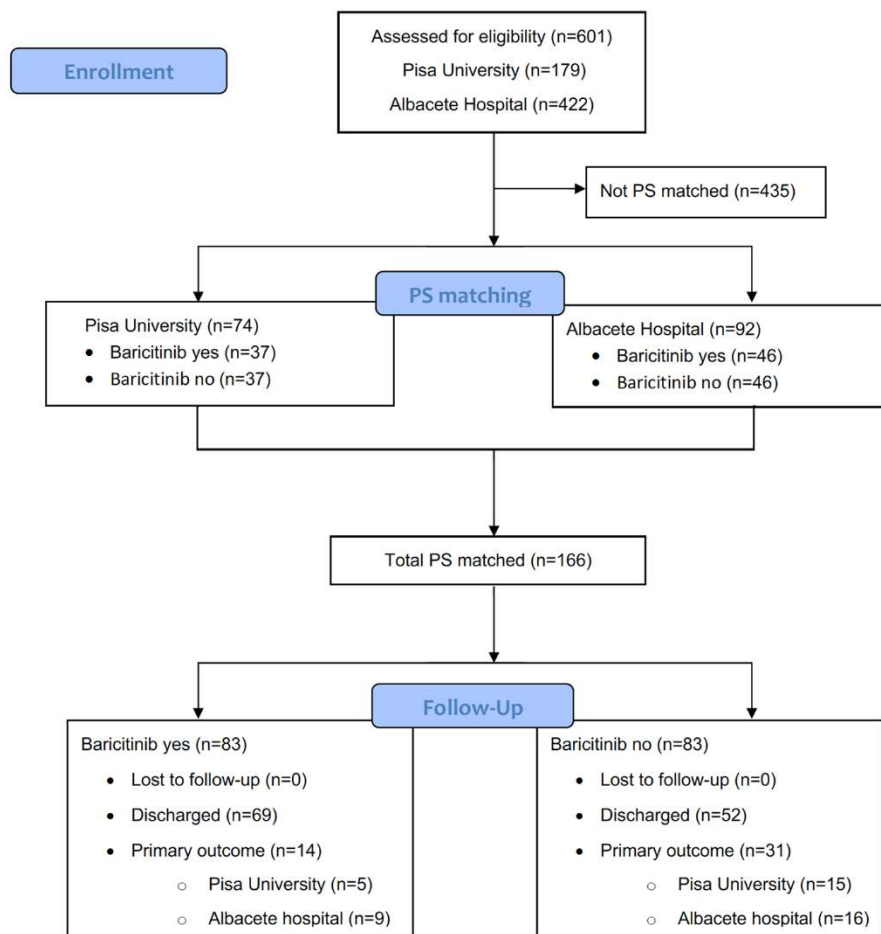 Assessed for eligibility (n=601)
Pisa University (n=179)
Albacete Hospital (n=422)
Enrollment
Not PS matched (n=435)
PS matching
Pisa University (n=74)
• Baricitinib yes (n=37)
• Baricitinib no (n=37)
Albacete Hospital (n=92)
• Baricitinib yes (n=46)
• Baricitinib no (n=46)
Total PS matched (n=166)
Follow-Up
Baricitinib yes (n=83)
• Lost to follow-up (n=0)
• Discharged (n=69)
• Primary outcome (n=14)
○ Pisa University (n=5)
○ Albacete hospital (n=9)
Baricitinib no (n=83)
• Lost to follow-up (n=0)
• Discharged (n=52)
• Primary outcome (n=31)
○ Pisa University (n=15)
○ Albacete hospital (n=16)